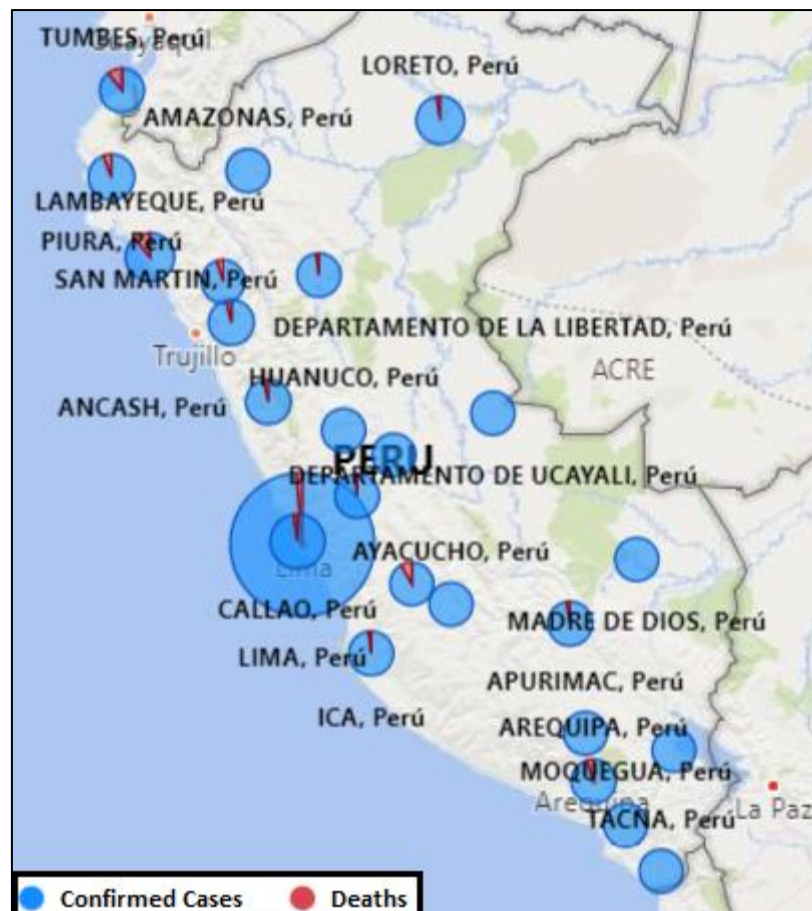 TUMBES, Perú
Guayaquil
LORETO, Perú
AMAZONAS, Perú
LAMBAYEQUE, Perú
PIURA, Perú
SAN MARTIN, Perú
DEPARTAMENTO DE LA LIBERTAD, Perú
Trujillo
ACRE
HUANUCO, Perú
ANCASH, Perú
PERU
DEPARTAMENTO DE UCAYALI, Perú
AYACUCHO, Perú
Lima
CALLAO, Perú
MADRE DE DIOS, Perú
LIMA, Perú
APURIMAC, Perú
ICA, Perú
AREQUIPA, Perú
MOQUEGUA, Perú
Arequipa
La Paz
TACNA, Perú
Confirmed Cases Deaths